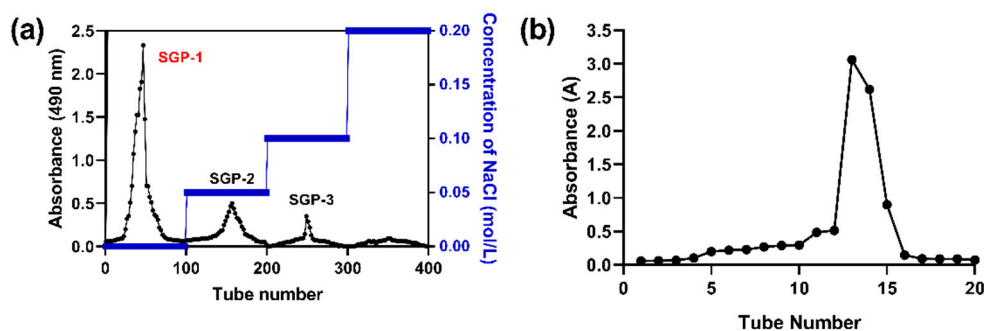 (a)
Absorbance (490 nm)
2.5
2.0
1.5
1.0
0.5
0.0
SGP-1
SGP-2
SGP-3
0 100 200 300 400
Tube number
0.20
0.15
0.10
0.05
0.00
Concentration of NaCl (mol/L)
(b)
Absorbance (A)
3.5
3.0
2.5
2.0
1.5
1.0
0.5
0.0
0 5 10 15 20
Tube Number